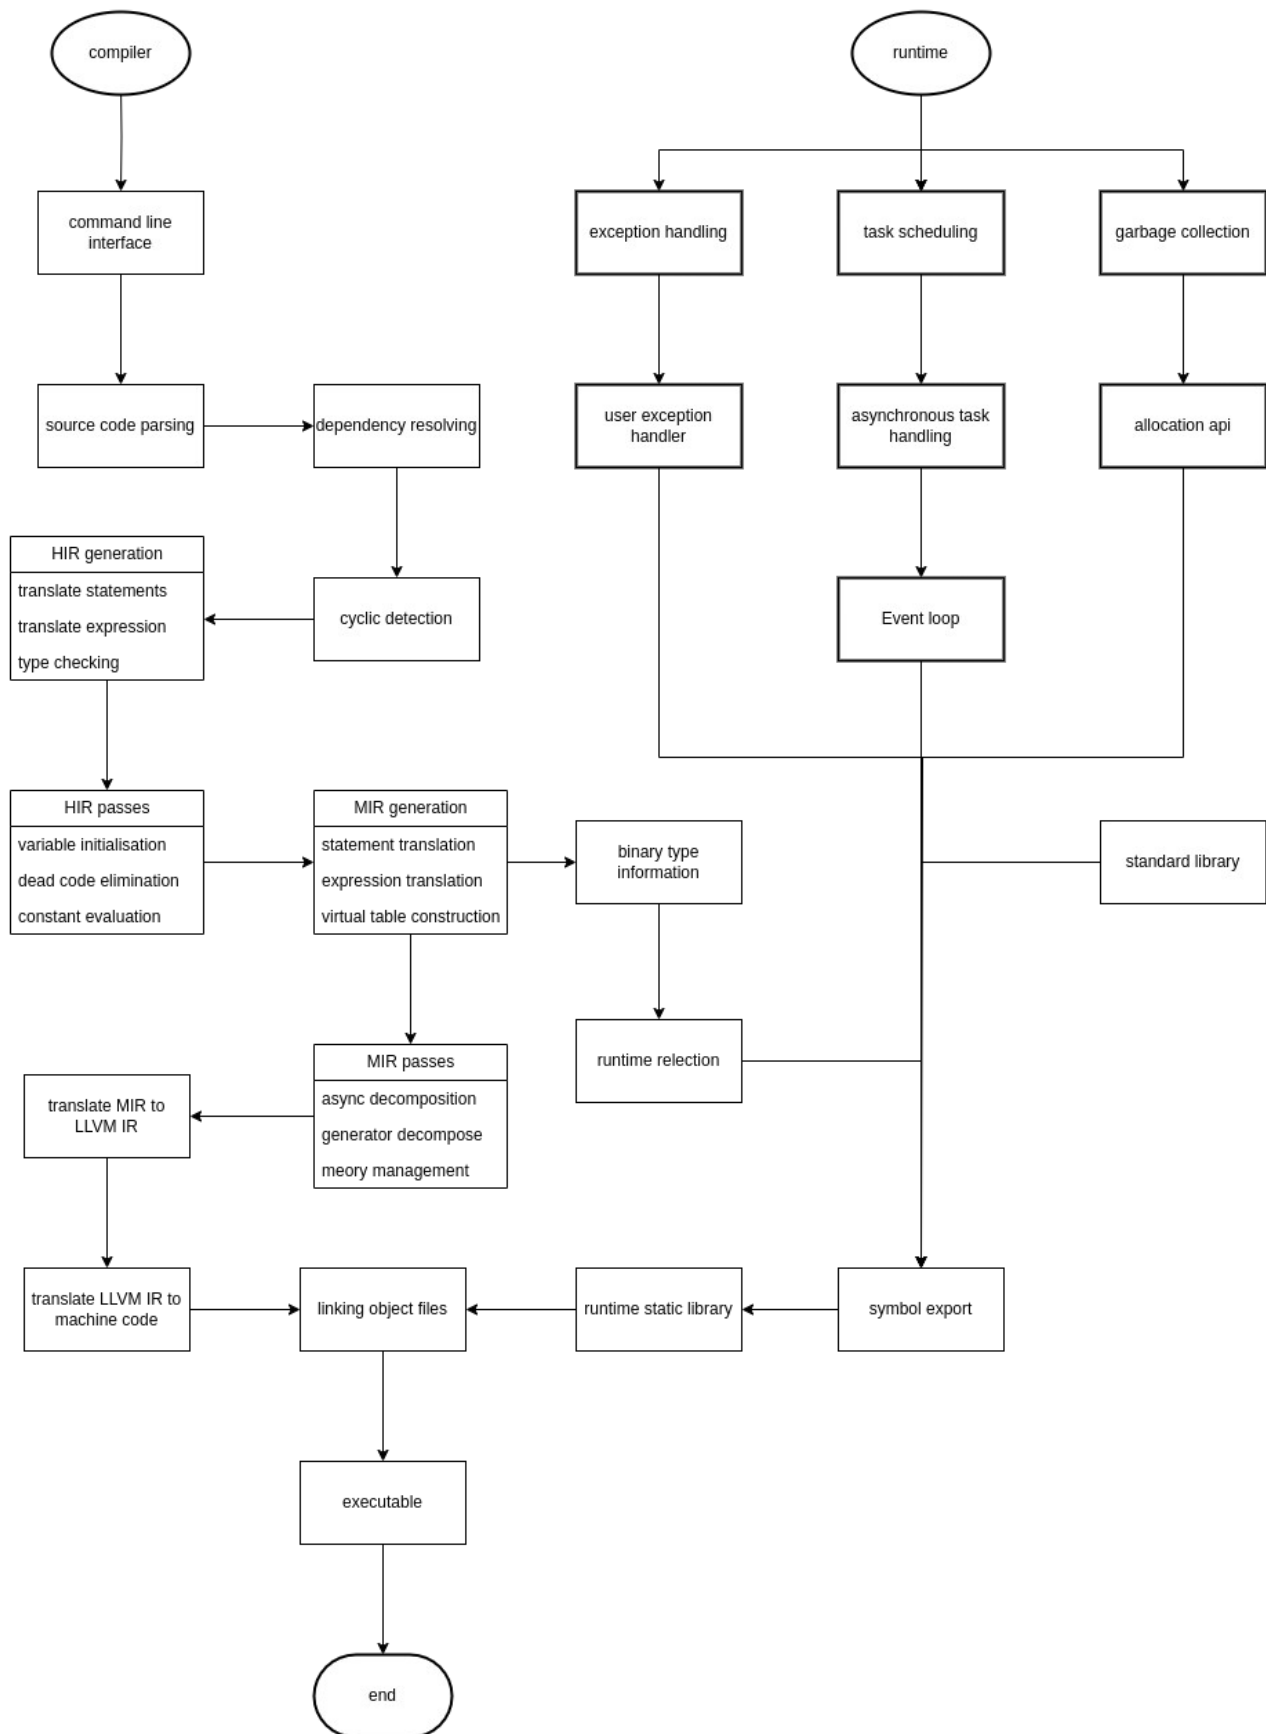 compiler
runtime
command line
interface
exception handling
task scheduling
garbage collection
source code parsing
dependency resolving
user exception
handler
asynchronous task
handling
allocation api
HIR generation
translate statements
translate expression
type checking
cyclic detection
Event loop
HIR passes
variable initialisation
dead code elimination
constant evaluation
MIR generation
statement translation
expression translation
virtual table construction
binary type
information
standard library
runtime relection
MIR passes
async decomposition
generator decompose
meory management
translate MIR to
LLVM IR
translate LLVM IR to
machine code
linking object files
runtime static library
symbol export
executable
end